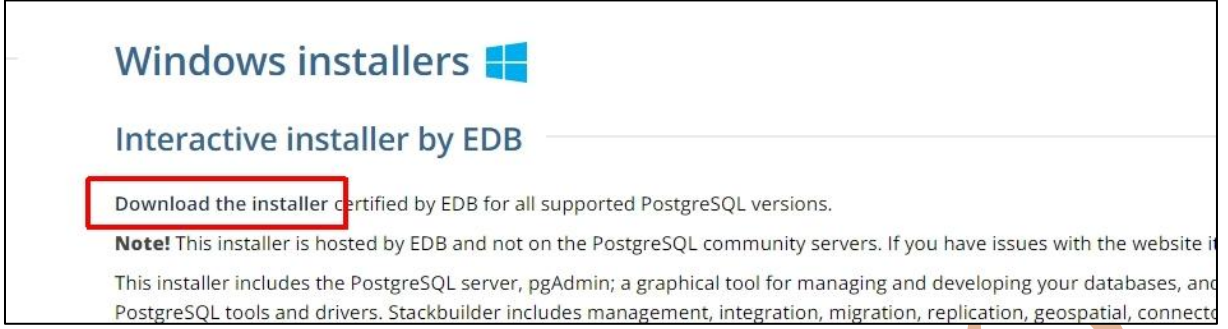 Windows installers
Interactive installer by EDB
Download the installer certified by EDB for all supported PostgreSQL versions.
Note! This installer is hosted by EDB and not on the PostgreSQL community servers. If you have issues with the website
This installer includes the PostgreSQL server, pgAdmin; a graphical tool for managing and developing your databases, and
PostgreSQL tools and drivers. Stackbuilder includes management, integration, migration, replication, geospatial,